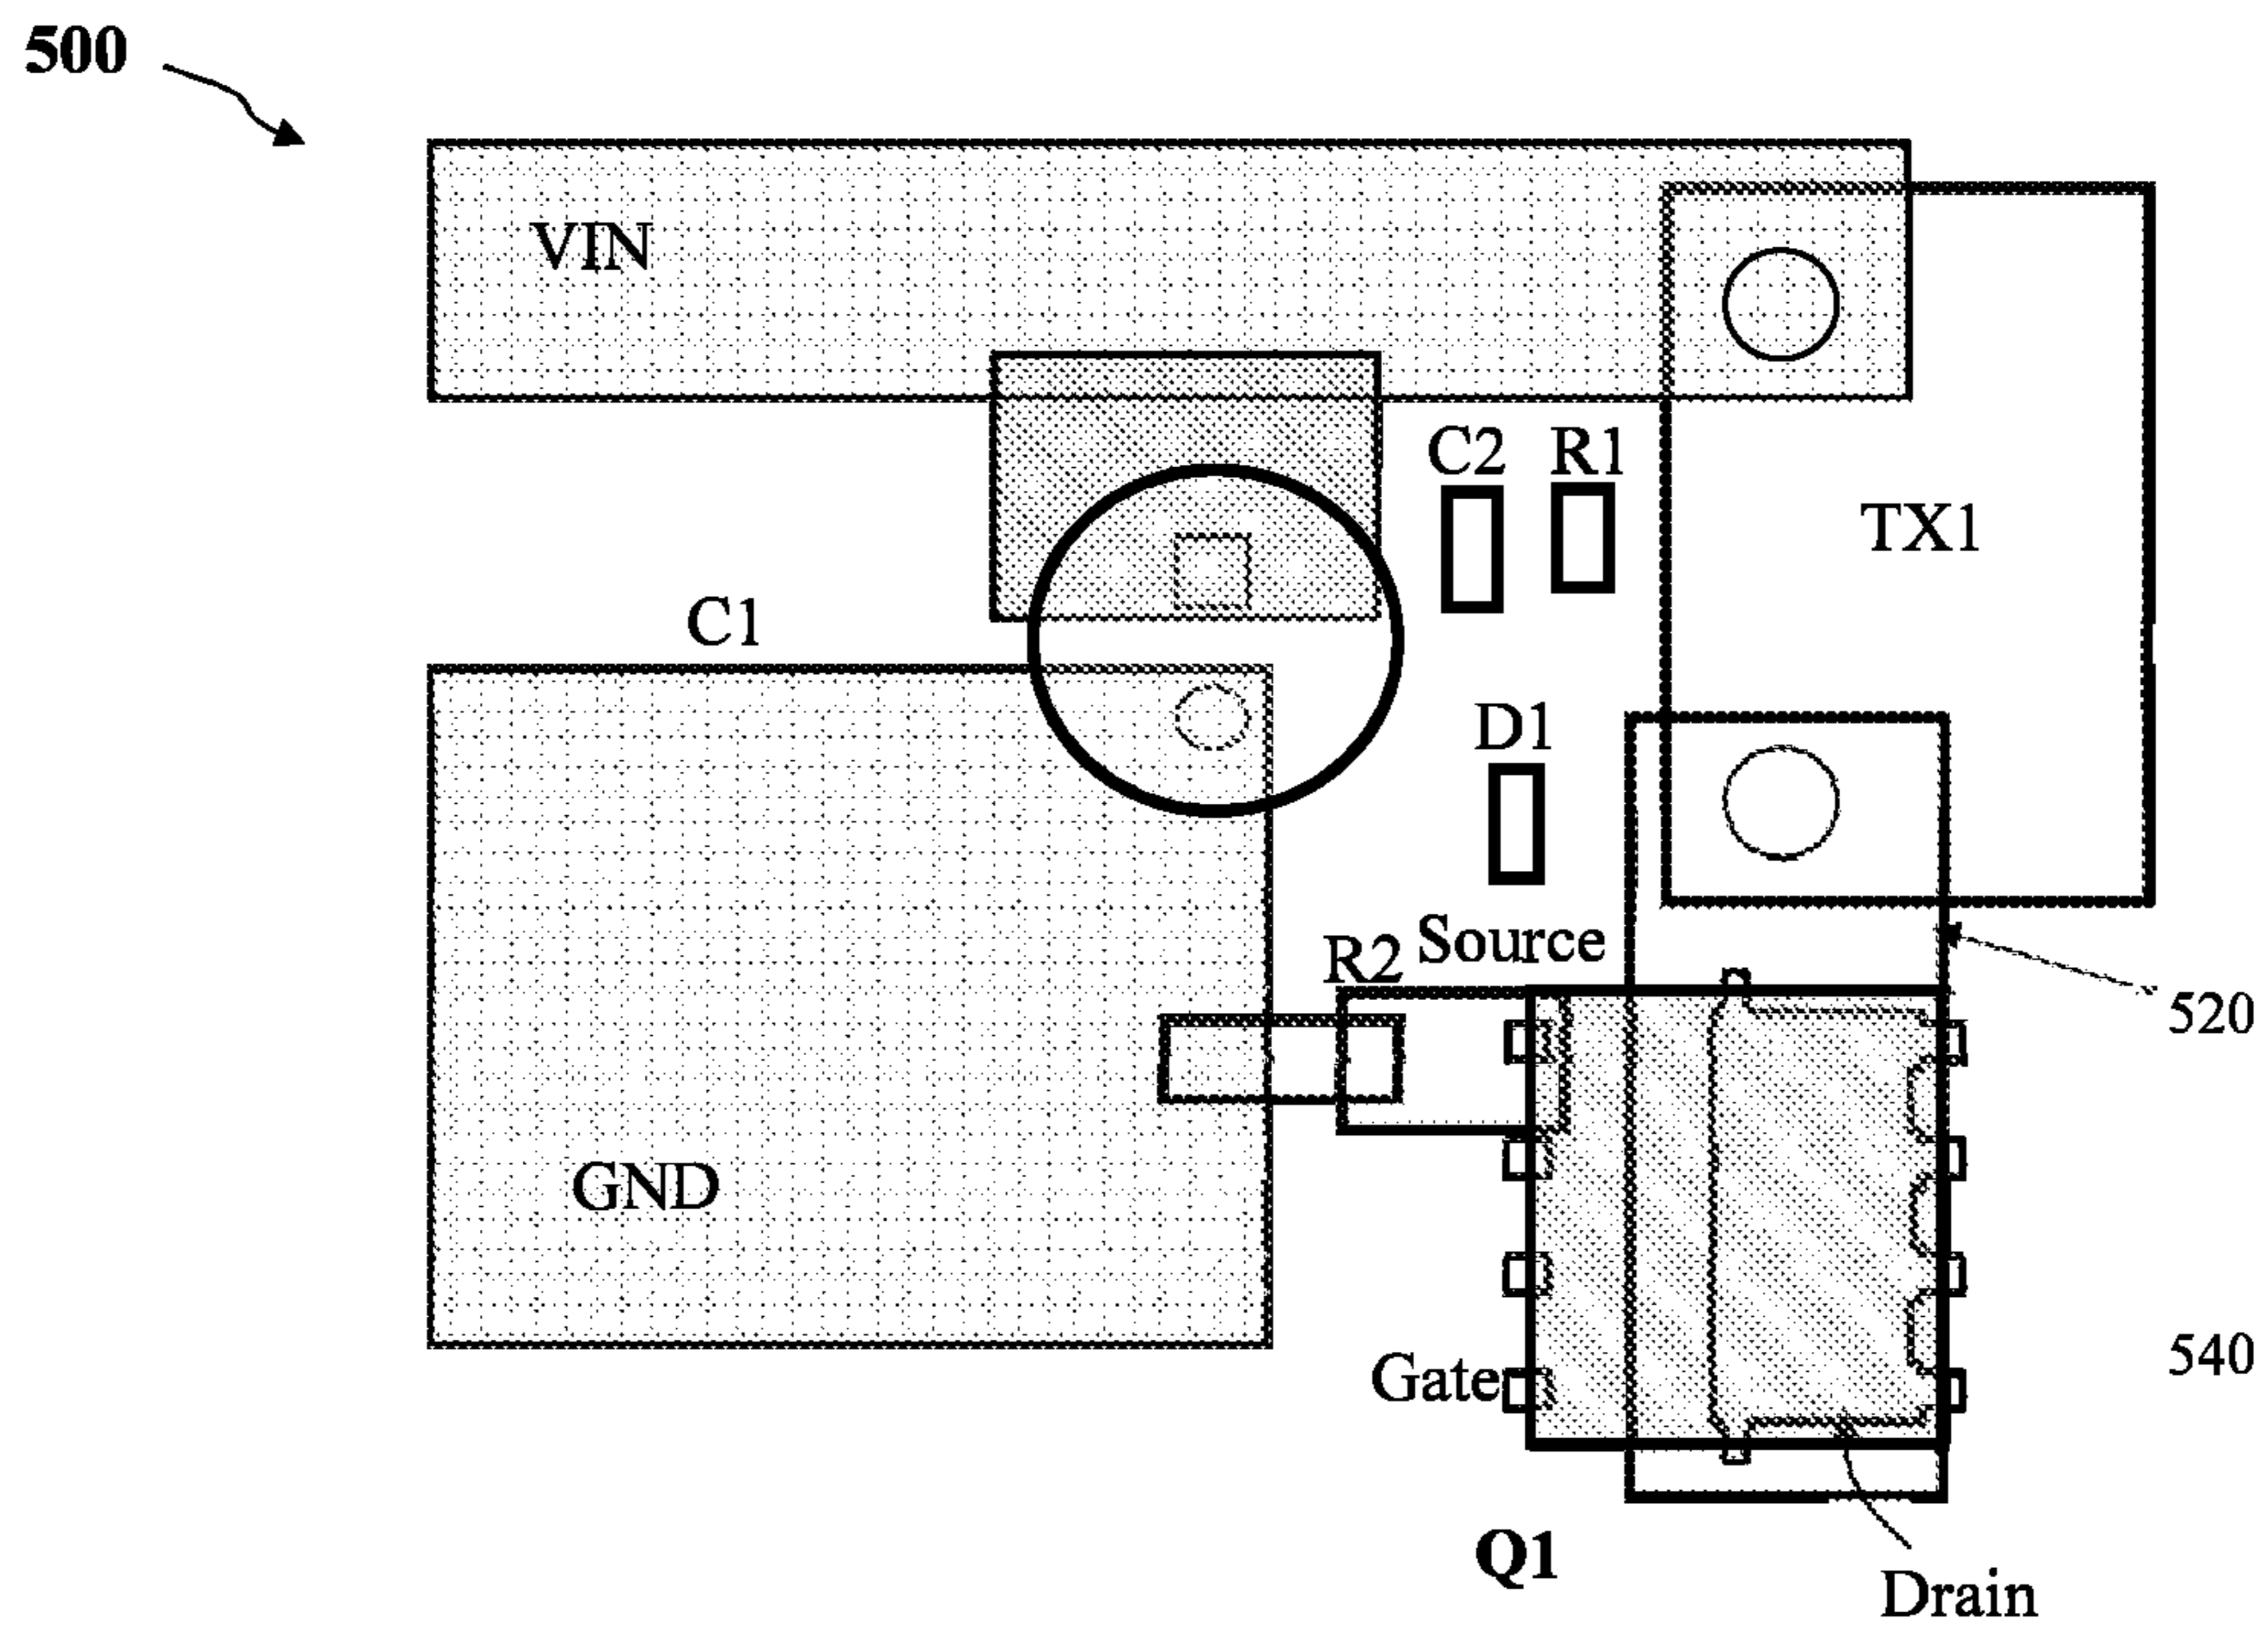 500
VIN
C2 R1
TX1
C1
D1
Source
R2
520
GND
540
Gate
Q1
Drain